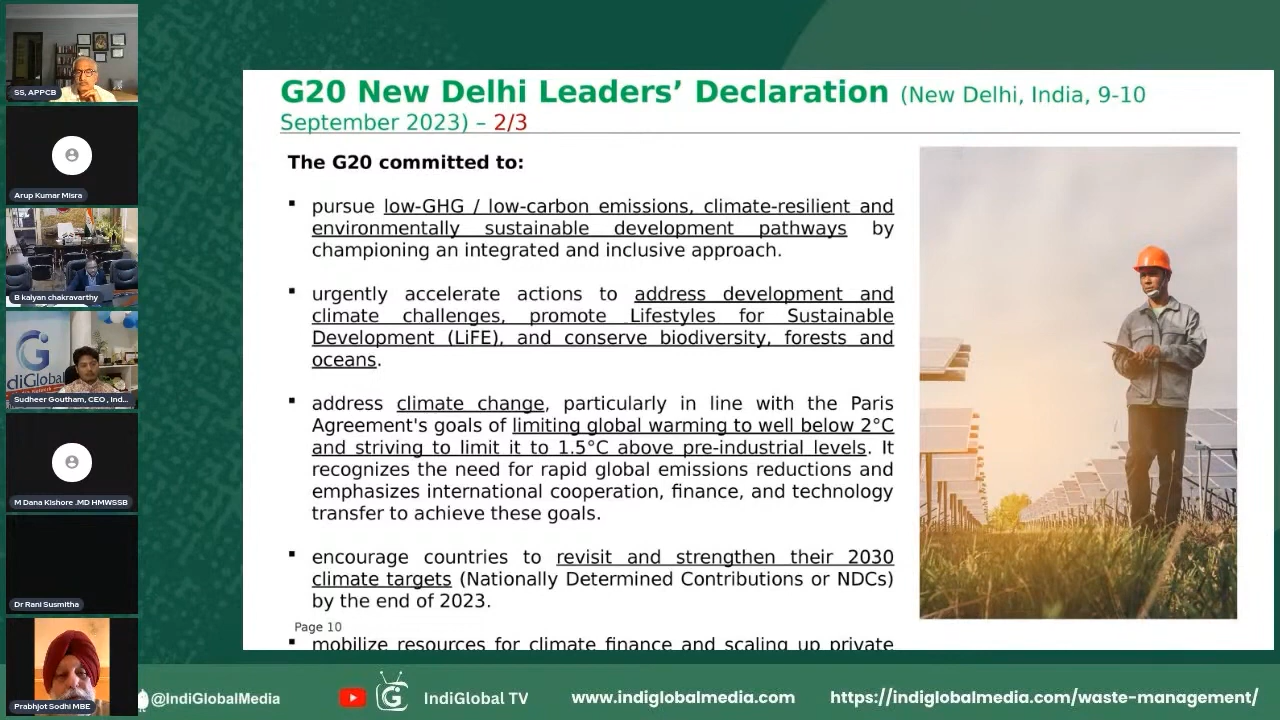 SS, APPCB
Arup Kumar Misra
B kalyan chakravarthy
diGlobal
Sudheer Goutham, CEO , Ind...
M Dana Kishore .MD HMWSSB
Dr Rani Susmitha
Prabhjot Sodhi MBE
G20 New Delhi Leaders’ Declaration (New Delhi, India, 9-10
September 2023) – 2/3
The G20 committed to:
▪ pursue low-GHG / low-carbon emissions, climate-resilient and
environmentally sustainable development pathways by
championing an integrated and inclusive approach.
▪ urgently accelerate actions to address development and
climate challenges, promote Lifestyles for Sustainable
Development (LiFE), and conserve biodiversity, forests and
oceans.
▪ address climate change, particularly in line with the Paris
Agreement's goals of limiting global warming to well below 2°C
and striving to limit it to 1.5°C above pre-industrial levels. It
recognizes the need for rapid global emissions reductions and
emphasizes international cooperation, finance, and technology
transfer to achieve these goals.
▪ encourage countries to revisit and strengthen their 2030
climate targets (Nationally Determined Contributions or NDCs)
by the end of 2023.
Page 10
▪ mobilize resources for climate finance and scaling up private
@IndiGlobalMedia
IndiGlobal TV
www.indiglobalmedia.com
https://indiglobalmedia.com/waste-management/